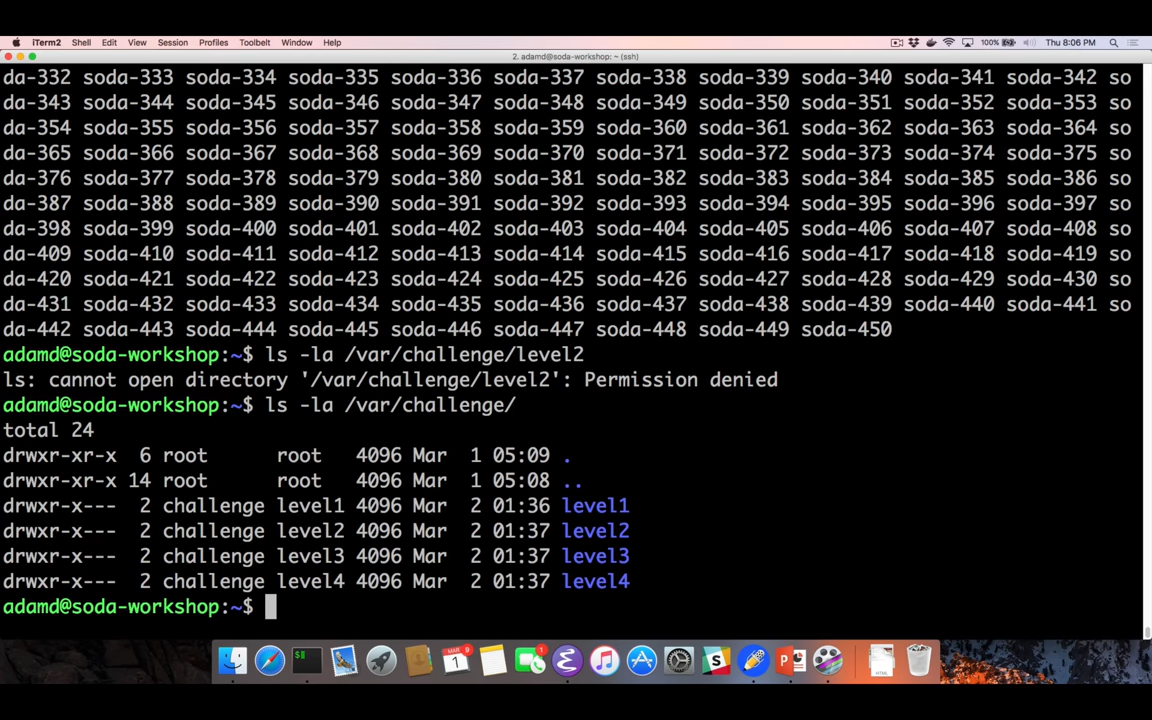 iTerm2 Shell Edit View Session Profiles Toolbelt Window Help 100% Thu 8:06 PM
2. adamd@soda-workshop: ~ (ssh)
da-332 soda-333 soda-334 soda-335 soda-336 soda-337 soda-338 soda-339 soda-340 soda-341 soda-342 so
da-343 soda-344 soda-345 soda-346 soda-347 soda-348 soda-349 soda-350 soda-351 soda-352 soda-353 so
da-354 soda-355 soda-356 soda-357 soda-358 soda-359 soda-360 soda-361 soda-362 soda-363 soda-364 so
da-365 soda-366 soda-367 soda-368 soda-369 soda-370 soda-371 soda-372 soda-373 soda-374 soda-375 so
da-376 soda-377 soda-378 soda-379 soda-380 soda-381 soda-382 soda-383 soda-384 soda-385 soda-386 so
da-387 soda-388 soda-389 soda-390 soda-391 soda-392 soda-393 soda-394 soda-395 soda-396 soda-397 so
da-398 soda-399 soda-400 soda-401 soda-402 soda-403 soda-404 soda-405 soda-406 soda-407 soda-408 so
da-409 soda-410 soda-411 soda-412 soda-413 soda-414 soda-415 soda-416 soda-417 soda-418 soda-419 so
da-420 soda-421 soda-422 soda-423 soda-424 soda-425 soda-426 soda-427 soda-428 soda-429 soda-430 so
da-431 soda-432 soda-433 soda-434 soda-435 soda-436 soda-437 soda-438 soda-439 soda-440 soda-441 so
da-442 soda-443 soda-444 soda-445 soda-446 soda-447 soda-448 soda-449 soda-450
adamd@soda-workshop:~$ ls -la /var/challenge/level2
ls: cannot open directory '/var/challenge/level2': Permission denied
adamd@soda-workshop:~$ ls -la /var/challenge/
total 24
drwxr-xr-x 6 root root 4096 Mar 1 05:09 .
drwxr-xr-x 14 root root 4096 Mar 1 05:08 ..
drwxr-x--- 2 challenge level1 4096 Mar 2 01:36 level1
drwxr-x--- 2 challenge level2 4096 Mar 2 01:37 level2
drwxr-x--- 2 challenge level3 4096 Mar 2 01:37 level3
drwxr-x--- 2 challenge level4 4096 Mar 2 01:37 level4
adamd@soda-workshop:~$